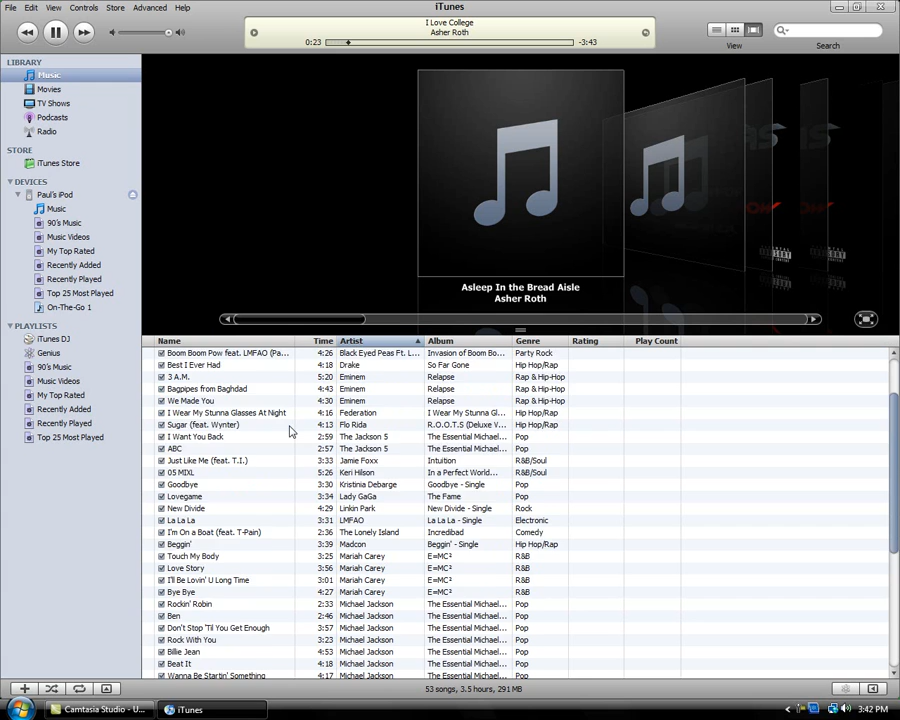 File Edit View Controls Store Advanced Help
iTunes
I Love College
Asher Roth
0:23 -3:43
View
Search
LIBRARY
Music
Movies
TV Shows
Podcasts
Radio
STORE
iTunes Store
DEVICES
Paul's iPod
Music
90's Music
Music Videos
My Top Rated
Recently Added
Recently Played
Top 25 Most Played
On-The-Go 1
PLAYLISTS
iTunes DJ
Genius
90's Music
Music Videos
My Top Rated
Recently Added
Recently Played
Top 25 Most Played
Asleep In the Bread Aisle
Asher Roth
Name Time Artist Album Genre Rating Play Count
Boom Boom Pow feat. LMFAO (Pa... 4:26 Black Eyed Peas Ft. L... Invasion of Boom Bo... Party Rock
Best I Ever Had 4:18 Drake So Far Gone Hip Hop/Rap
3 A.M. 5:20 Eminem Relapse Rap & Hip-Hop
Bagpipes from Baghdad 4:43 Eminem Relapse Rap & Hip-Hop
We Made You 4:30 Eminem Relapse Rap & Hip-Hop
I Wear My Stunna Glasses At Night 4:16 Federation I Wear My Stunna Gl... Hip Hop/Rap
Sugar (feat. Wynter) 4:13 Flo Rida R.O.O.T.S (Deluxe V... Hip Hop/Rap
I Want You Back 2:59 The Jackson 5 The Essential Michael... Pop
ABC 2:57 The Jackson 5 The Essential Michael... Pop
Just Like Me (feat. T.I.) 3:33 Jamie Foxx Intuition R&B/Soul
05 MIXL 5:26 Keri Hilson In a Perfect World... R&B/Soul
Goodbye 3:30 Kristinia Debarge Goodbye - Single Pop
Lovegame 3:34 Lady GaGa The Fame Pop
New Divide 4:29 Linkin Park New Divide - Single Rock
La La La 3:31 LMFAO La La La - Single Electronic
I'm On a Boat (feat. T-Pain) 2:36 The Lonely Island Incredibad Comedy
Beggin' 3:39 Madcon Beggin' - Single Hip Hop/Rap
Touch My Body 3:25 Mariah Carey E=MC² R&B
Love Story 3:56 Mariah Carey E=MC² R&B
I'll Be Lovin' U Long Time 3:01 Mariah Carey E=MC² R&B
Bye Bye 4:27 Mariah Carey E=MC² R&B
Rockin' Robin 2:33 Michael Jackson The Essential Michael... Pop
Ben 2:46 Michael Jackson The Essential Michael... Pop
Don't Stop 'Til You Get Enough 3:57 Michael Jackson The Essential Michael... Pop
Rock With You 3:23 Michael Jackson The Essential Michael... Pop
Billie Jean 4:53 Michael Jackson The Essential Michael... Pop
Beat It 4:18 Michael Jackson The Essential Michael... Pop
Wanna Be Startin' Something 4:17 Michael Jackson The Essential Michael... Pop
53 songs, 3.5 hours, 291 MB
Camtasia Studio - U...
iTunes
3:42 PM